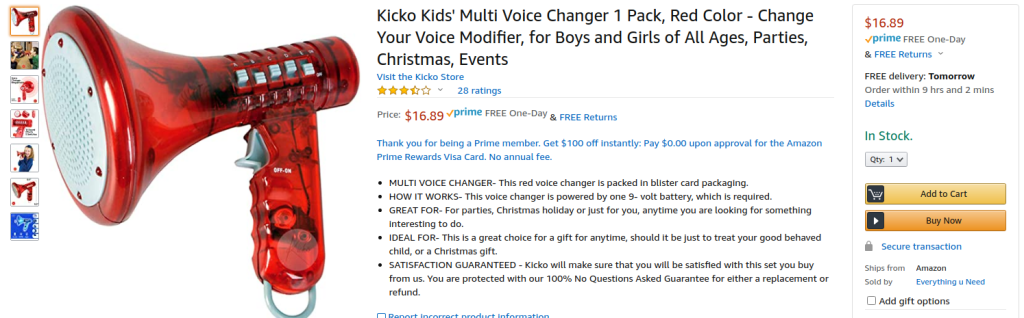 Kicko Kids' Multi Voice Changer 1 Pack, Red Color - Change
Your Voice Modifier, for Boys and Girls of All Ages, Parties,
Christmas, Events
Visit the Kicko Store
28 ratings
Price: $16.89 prime FREE One-Day & FREE Returns
Thank you for being a Prime member. Get $100 off instantly: Pay $0.00 upon approval for the Amazon
Prime Rewards Visa Card. No annual fee.
• MULTI VOICE CHANGER- This red voice changer is packed in blister card packaging.
• HOW IT WORKS- This voice changer is powered by one 9- volt battery, which is required.
• GREAT FOR- For parties, Christmas holiday or just for you, anytime you are looking for something
interesting to do.
• IDEAL FOR- This is a great choice for a gift for anytime, should it be just to treat your good behaved
child, or a Christmas gift.
• SATISFACTION GUARANTEED - Kicko will make sure that you will be satisfied with this set you buy
from us. You are protected with our 100% No Questions Asked Guarantee for either a replacement or
refund.
Report incorrect product information
OFF-ON
$16.89
prime FREE One-Day
& FREE Returns
FREE delivery: Tomorrow
Order within 9 hrs and 2 mins
Details
In Stock.
Qty: 1
Add to Cart
Buy Now
Secure transaction
Ships from Amazon
Sold by Everything u Need
Add gift options